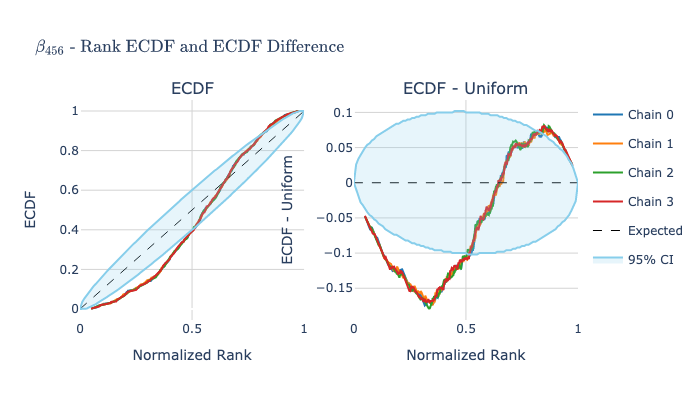 β456 - Rank ECDF and ECDF Difference
ECDF
ECDF - Uniform
ECDF
1
0.8
0.6
0.4
0.2
0
0
0.5
1
Normalized Rank
ECDF - Uniform
0.1
0.05
0
−0.05
−0.1
−0.15
0
0.5
1
Normalized Rank
Chain 0
Chain 1
Chain 2
Chain 3
Expected
95% CI